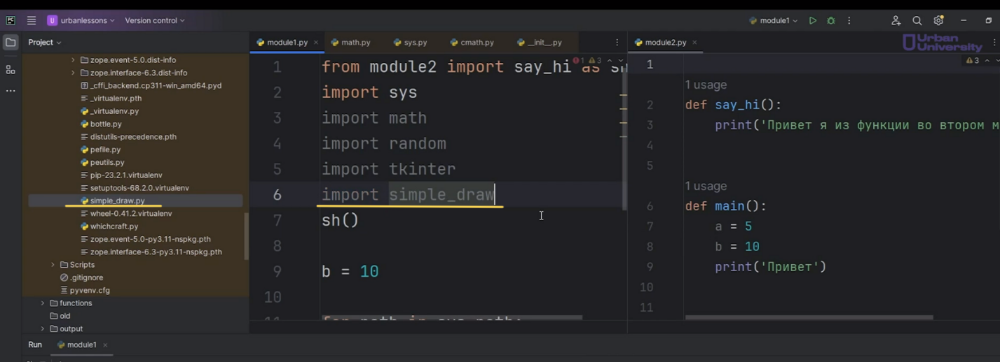 PC
U urbanlessons Version control module1
Project
zope.event-5.0.dist-info
zope.interface-6.3.dist-info
_cffi_backend.cp311-win_amd64.pyd
_virtualenv.pth
_virtualenv.py
bottle.py
distutils-precedence.pth
pefile.py
peutils.py
pip-23.2.1.virtualenv
setuptools-68.2.0.virtualenv
simple_draw.py
wheel-0.41.2.virtualenv
whichcraft.py
zope.event-5.0-py3.11-nspkg.pth
zope.interface-6.3-py3.11-nspkg.pth
Scripts
.gitignore
pyvenv.cfg
functions
old
output
module1.py math.py sys.py cmath.py __init__.py
1 from module2 import say_hi as
1 3
2 import sys
3 import math
4 import random
5 import tkinter
6 import simple_draw
7 sh()
8
9 b = 10
10
module2.py
Urban
University
1
3
1 usage
2 def say_hi():
3 print('Привет я из функции во втором м
4
5
1 usage
6 def main():
7 a = 5
8 b = 10
9 print('Привет')
10
11
Run module1